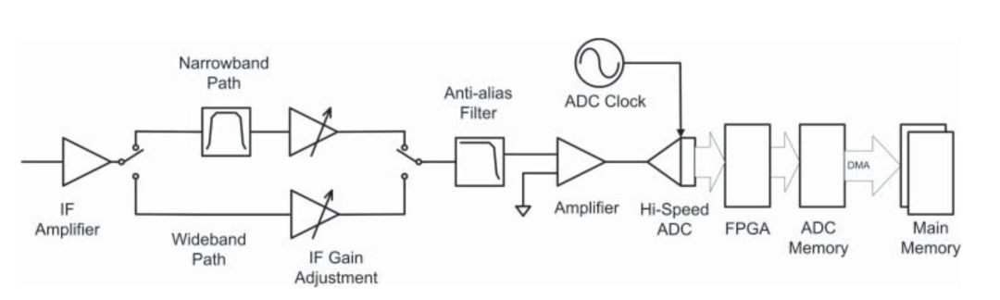 Narrowband
Path
Anti-alias
Filter
ADC Clock
DMA
IF
Amplifier
Wideband
Path
IF Gain
Adjustment
Amplifier
Hi-Speed
ADC
FPGA
ADC
Memory
Main
Memory